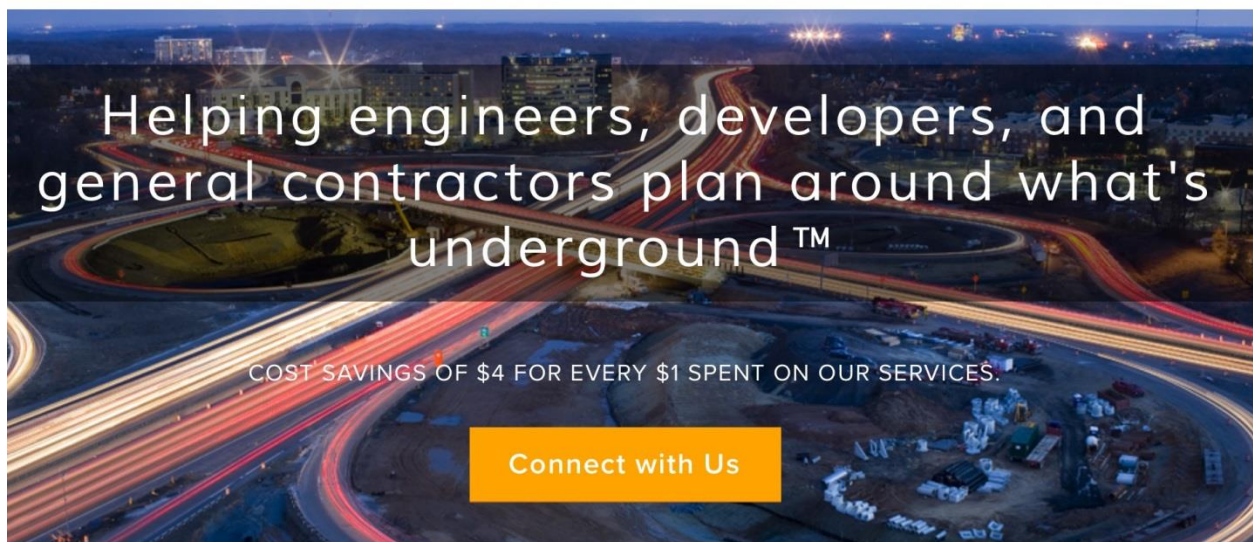 Helping engineers, developers, and
general contractors plan around what's
underground™
COST SAVINGS OF $4 FOR EVERY $1 SPENT ON OUR SERVICES.
Connect with Us